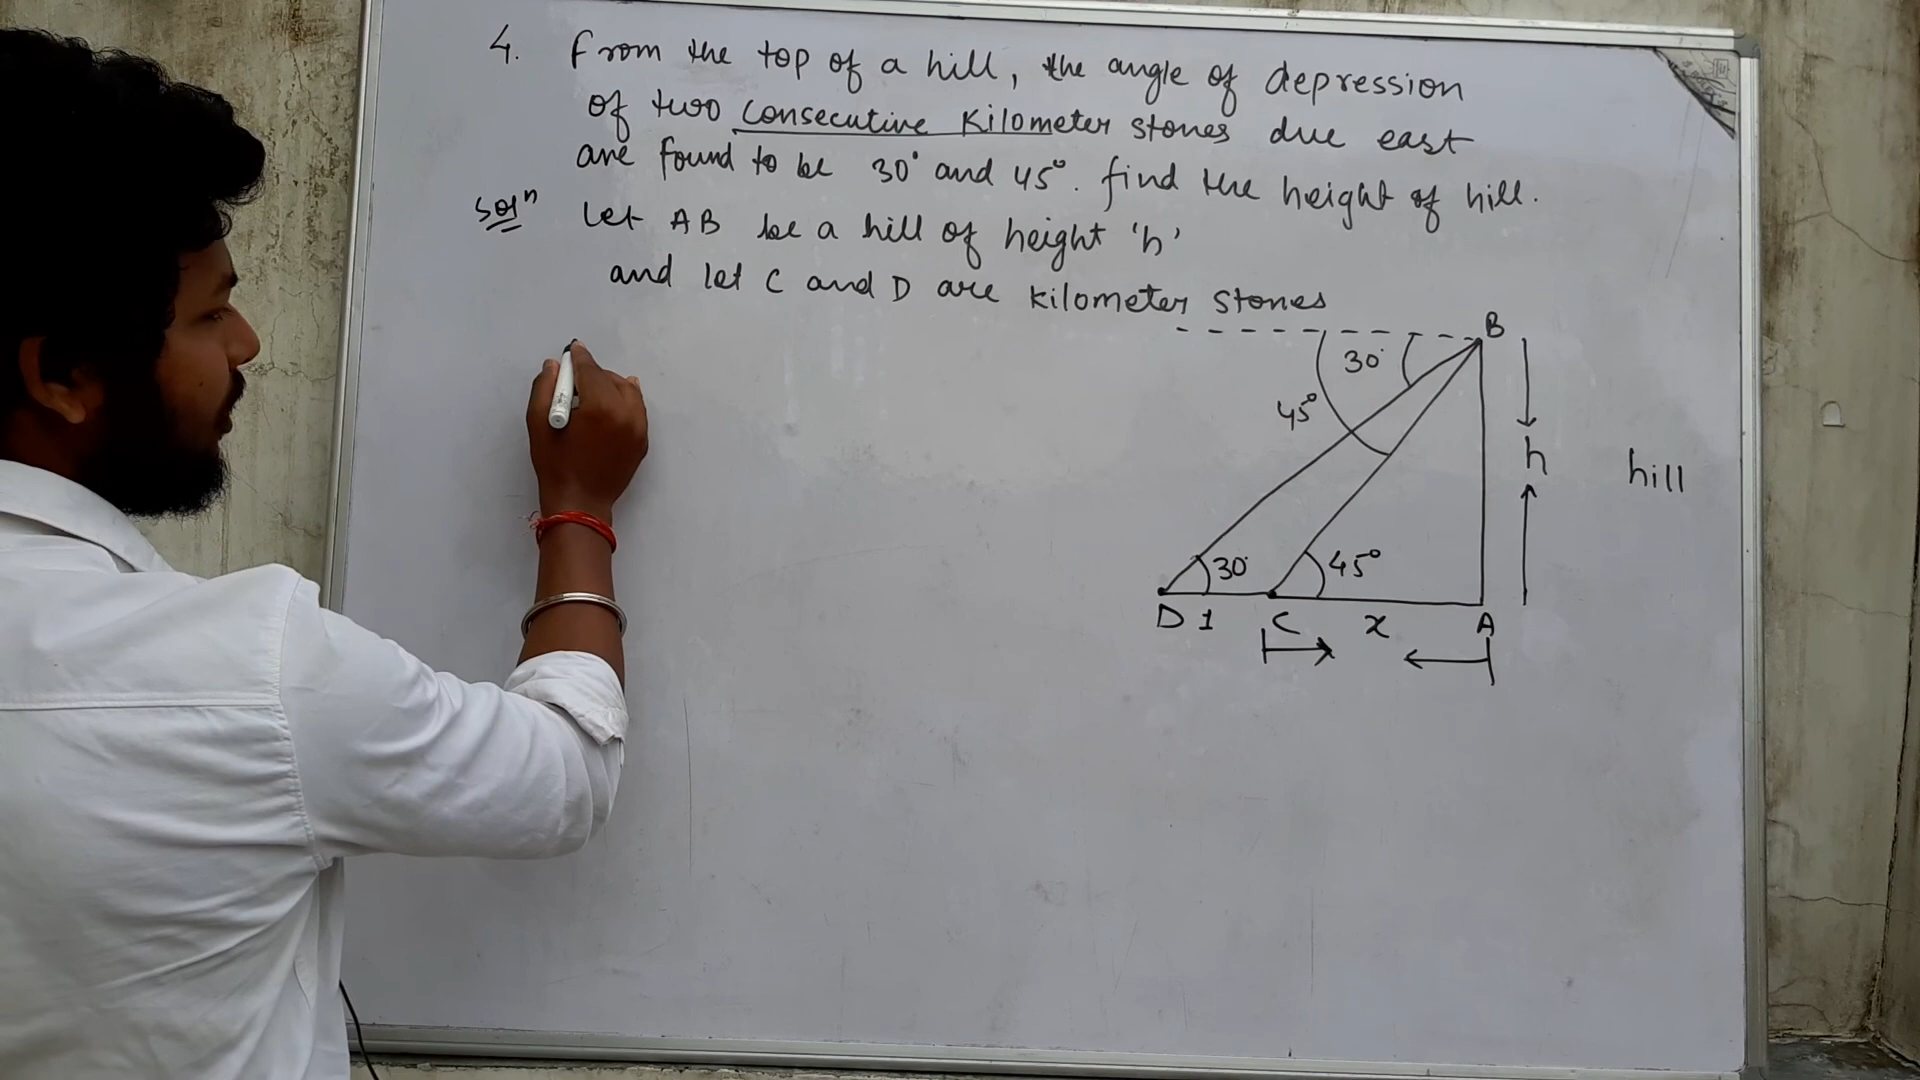 4. From the top of a hill, the angle of depression
of two consecutive Kilometer stones due east
are found to be 30° and 45°. find the height of hill.
Solⁿ Let AB be a hill of height 'h'
and let C and D are kilometer stones
B
30°
45°
h
hill
30°
45°
D 1 C x A